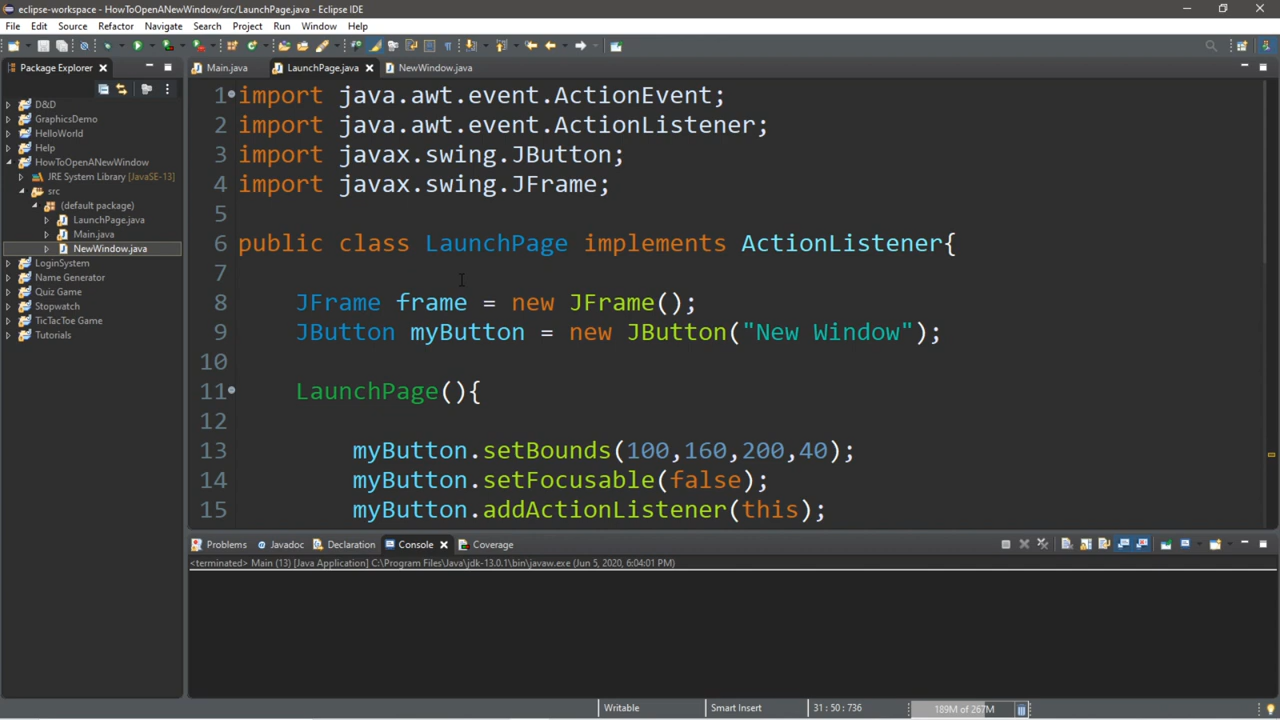 eclipse-workspace - HowToOpenANewWindow/src/LaunchPage.java - Eclipse IDE
File Edit Source Refactor Navigate Search Project Run Window Help
Package Explorer
Main.java LaunchPage.java NewWindow.java
D&D
GraphicsDemo
HelloWorld
Help
HowToOpenANewWindow
JRE System Library [JavaSE-13]
src
(default package)
LaunchPage.java
Main.java
NewWindow.java
LoginSystem
Name Generator
Quiz Game
Stopwatch
TicTacToe Game
Tutorials
1 import java.awt.event.ActionEvent;
2 import java.awt.event.ActionListener;
3 import javax.swing.JButton;
4 import javax.swing.JFrame;
5
6 public class LaunchPage implements ActionListener{
7
8 JFrame frame = new JFrame();
9 JButton myButton = new JButton("New Window");
10
11 LaunchPage(){
12
13 myButton.setBounds(100,160,200,40);
14 myButton.setFocusable(false);
15 myButton.addActionListener(this);
Problems Javadoc Declaration Console Coverage
<terminated> Main (13) [Java Application] C:\Program Files\Java\jdk-13.0.1\bin\javaw.exe (Jun 5, 2020, 6:04:01 PM)
Writable Smart Insert 31 : 50 : 736 189M of 267M